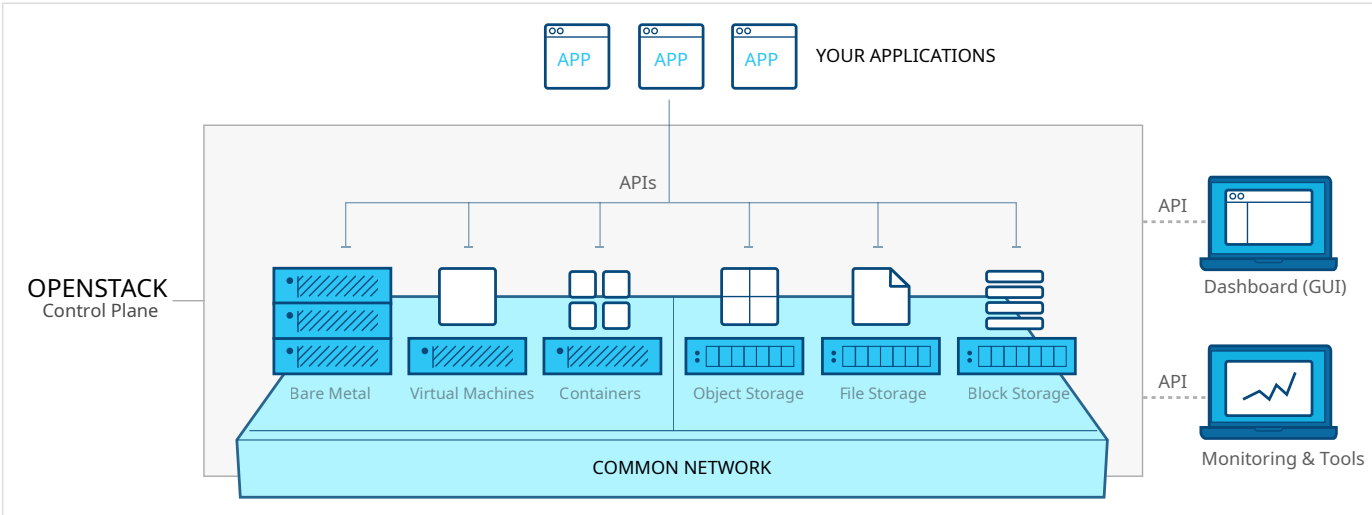 APP
APP
APP
YOUR APPLICATIONS
APIs
API
Dashboard (GUI)
OPENSTACK
Control Plane
Bare Metal
Virtual Machines
Containers
Object Storage
File Storage
Block Storage
API
Monitoring & Tools
COMMON NETWORK